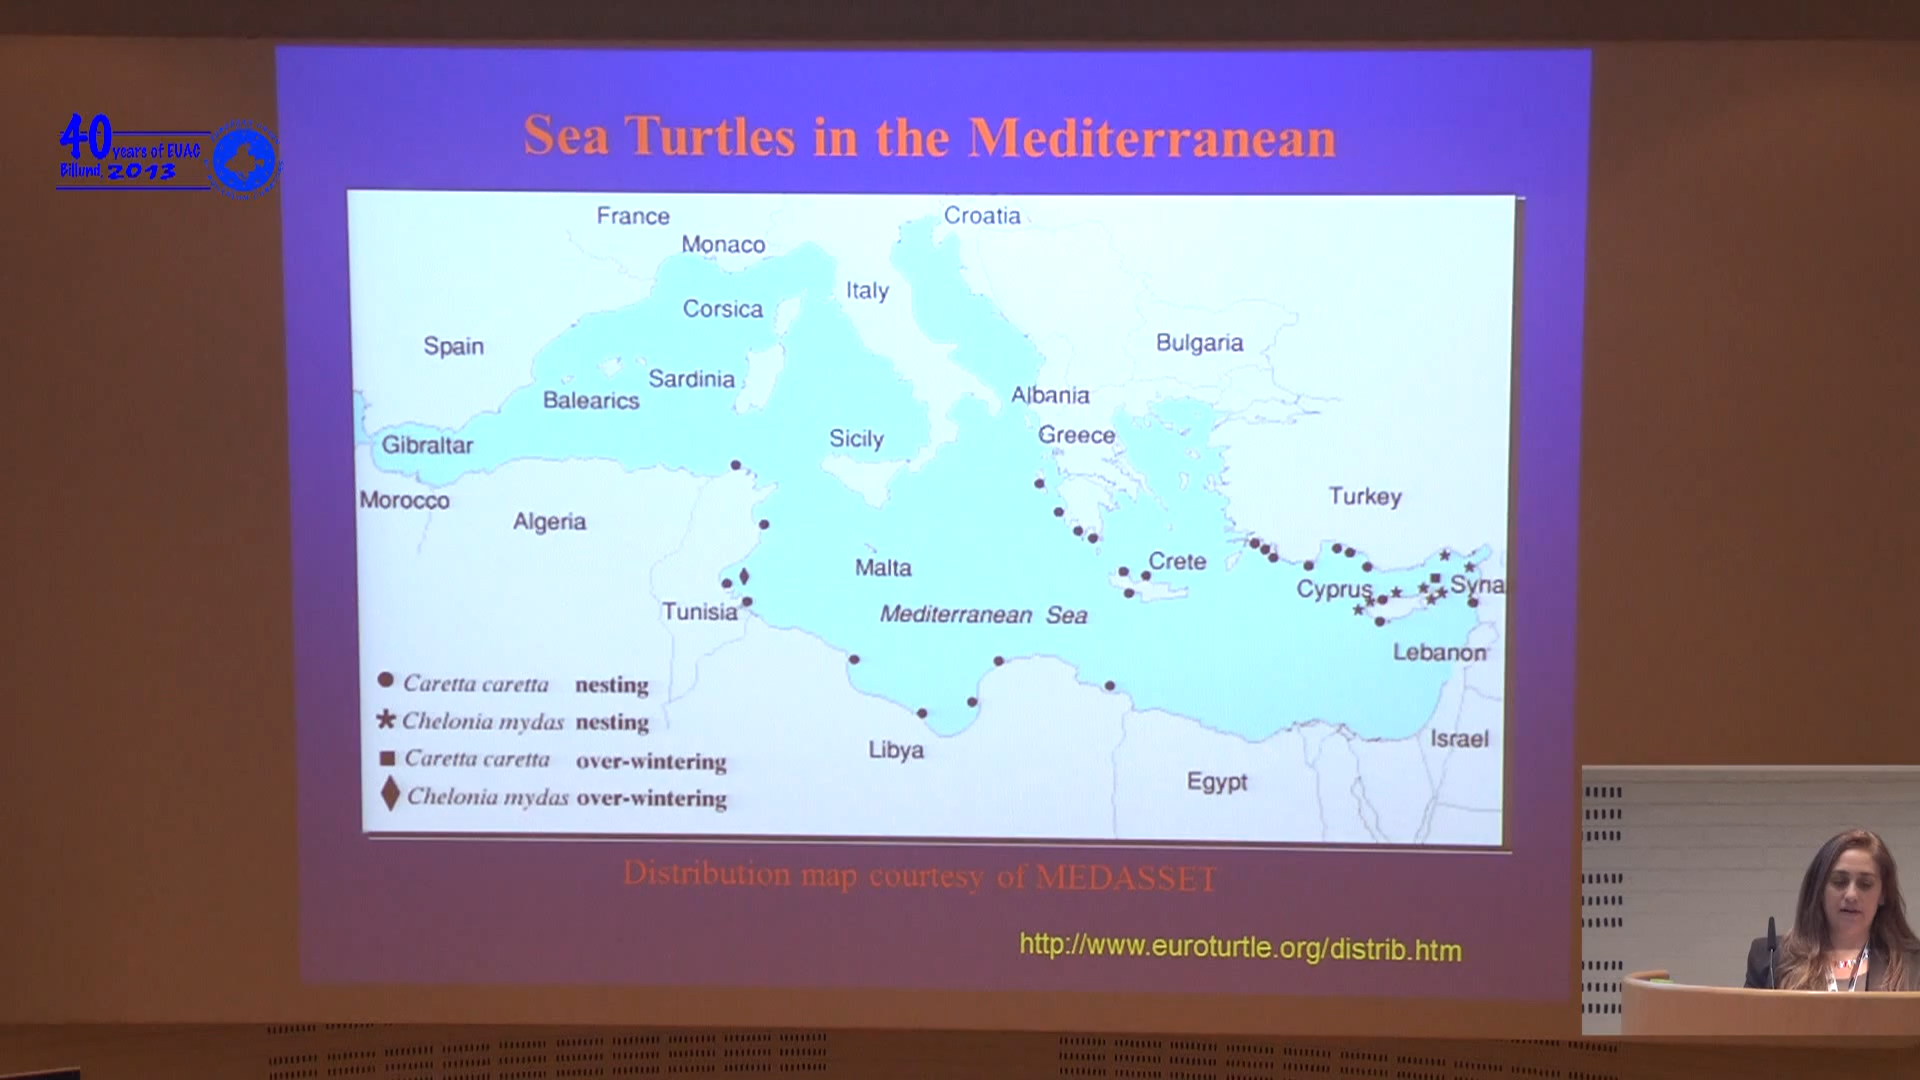 Sea Turtles in the Mediterranean
40 years of EUAC
Billund, 2013
France
Croatia
Monaco
Italy
Corsica
Spain
Bulgaria
Sardinia
Albania
Balearics
Greece
Sicily
Gibraltar
Turkey
Morocco
Algeria
Crete
Malta
Cyprus
Syria
Tunisia
Mediterranean Sea
Lebanon
Caretta caretta nesting
Chelonia mydas nesting
Caretta caretta over-wintering
Chelonia mydas over-wintering
Libya
Israel
Egypt
Distribution map courtesy of MEDASSET
http://www.euroturtle.org/distrib.htm